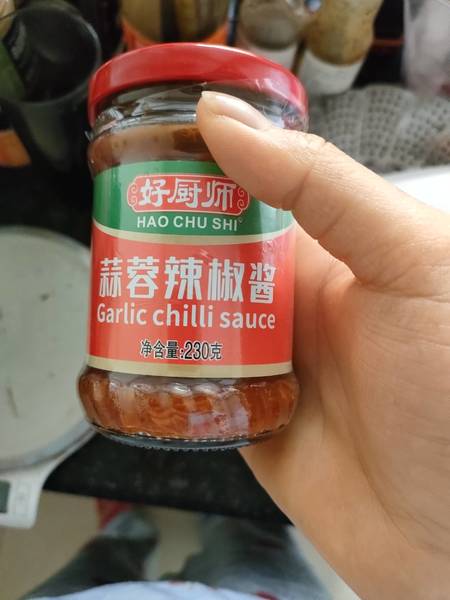 好厨师
HAO CHU SHI
蒜蓉辣椒酱
Garlic chilli sauce
净含量:230克